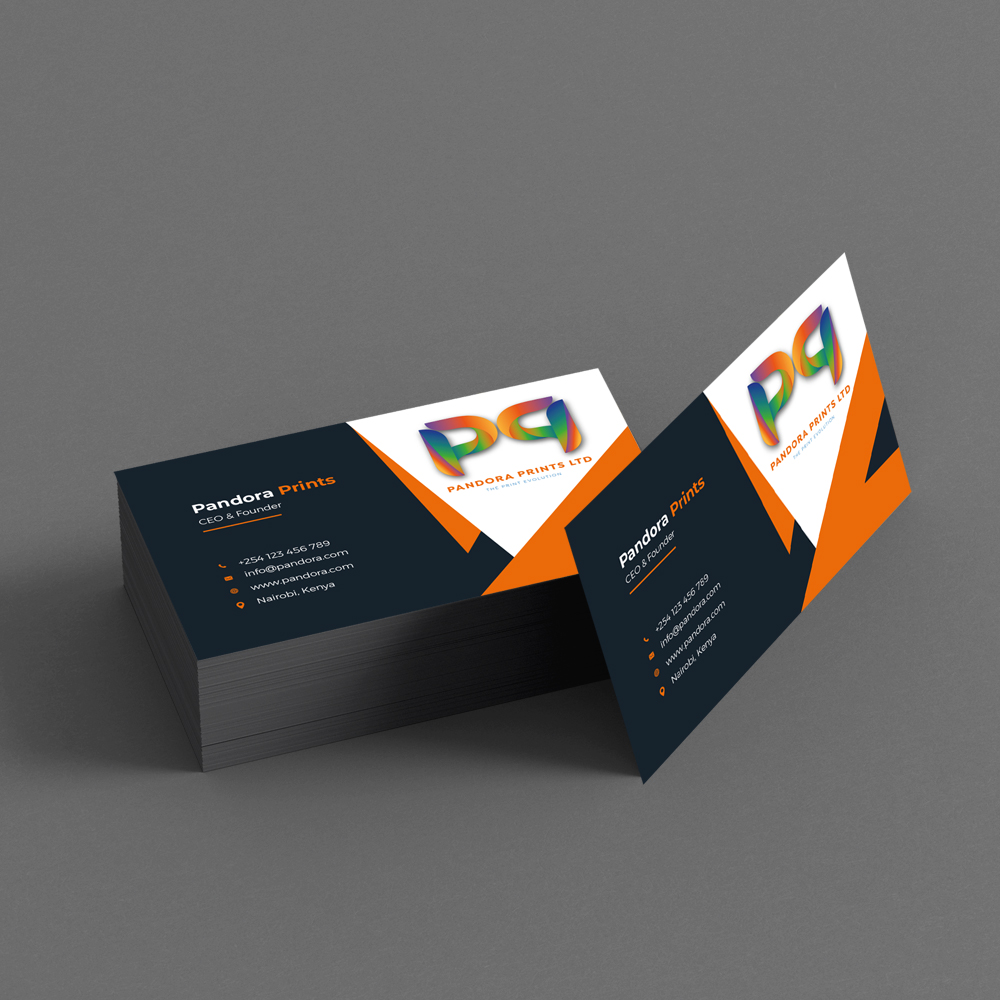 Pandora Prints
CEO & Founder
+254 123 456 789
info@pandora.com
www.pandora.com
Nairobi, Kenya
PANDORA PRINTS LTD
THE PRINT EVOLUTION
Pandora Prints
CEO & Founder
+254 123 456 789
info@pandora.com
www.pandora.com
Nairobi, Kenya
PANDORA PRINTS LTD
THE PRINT EVOLUTION